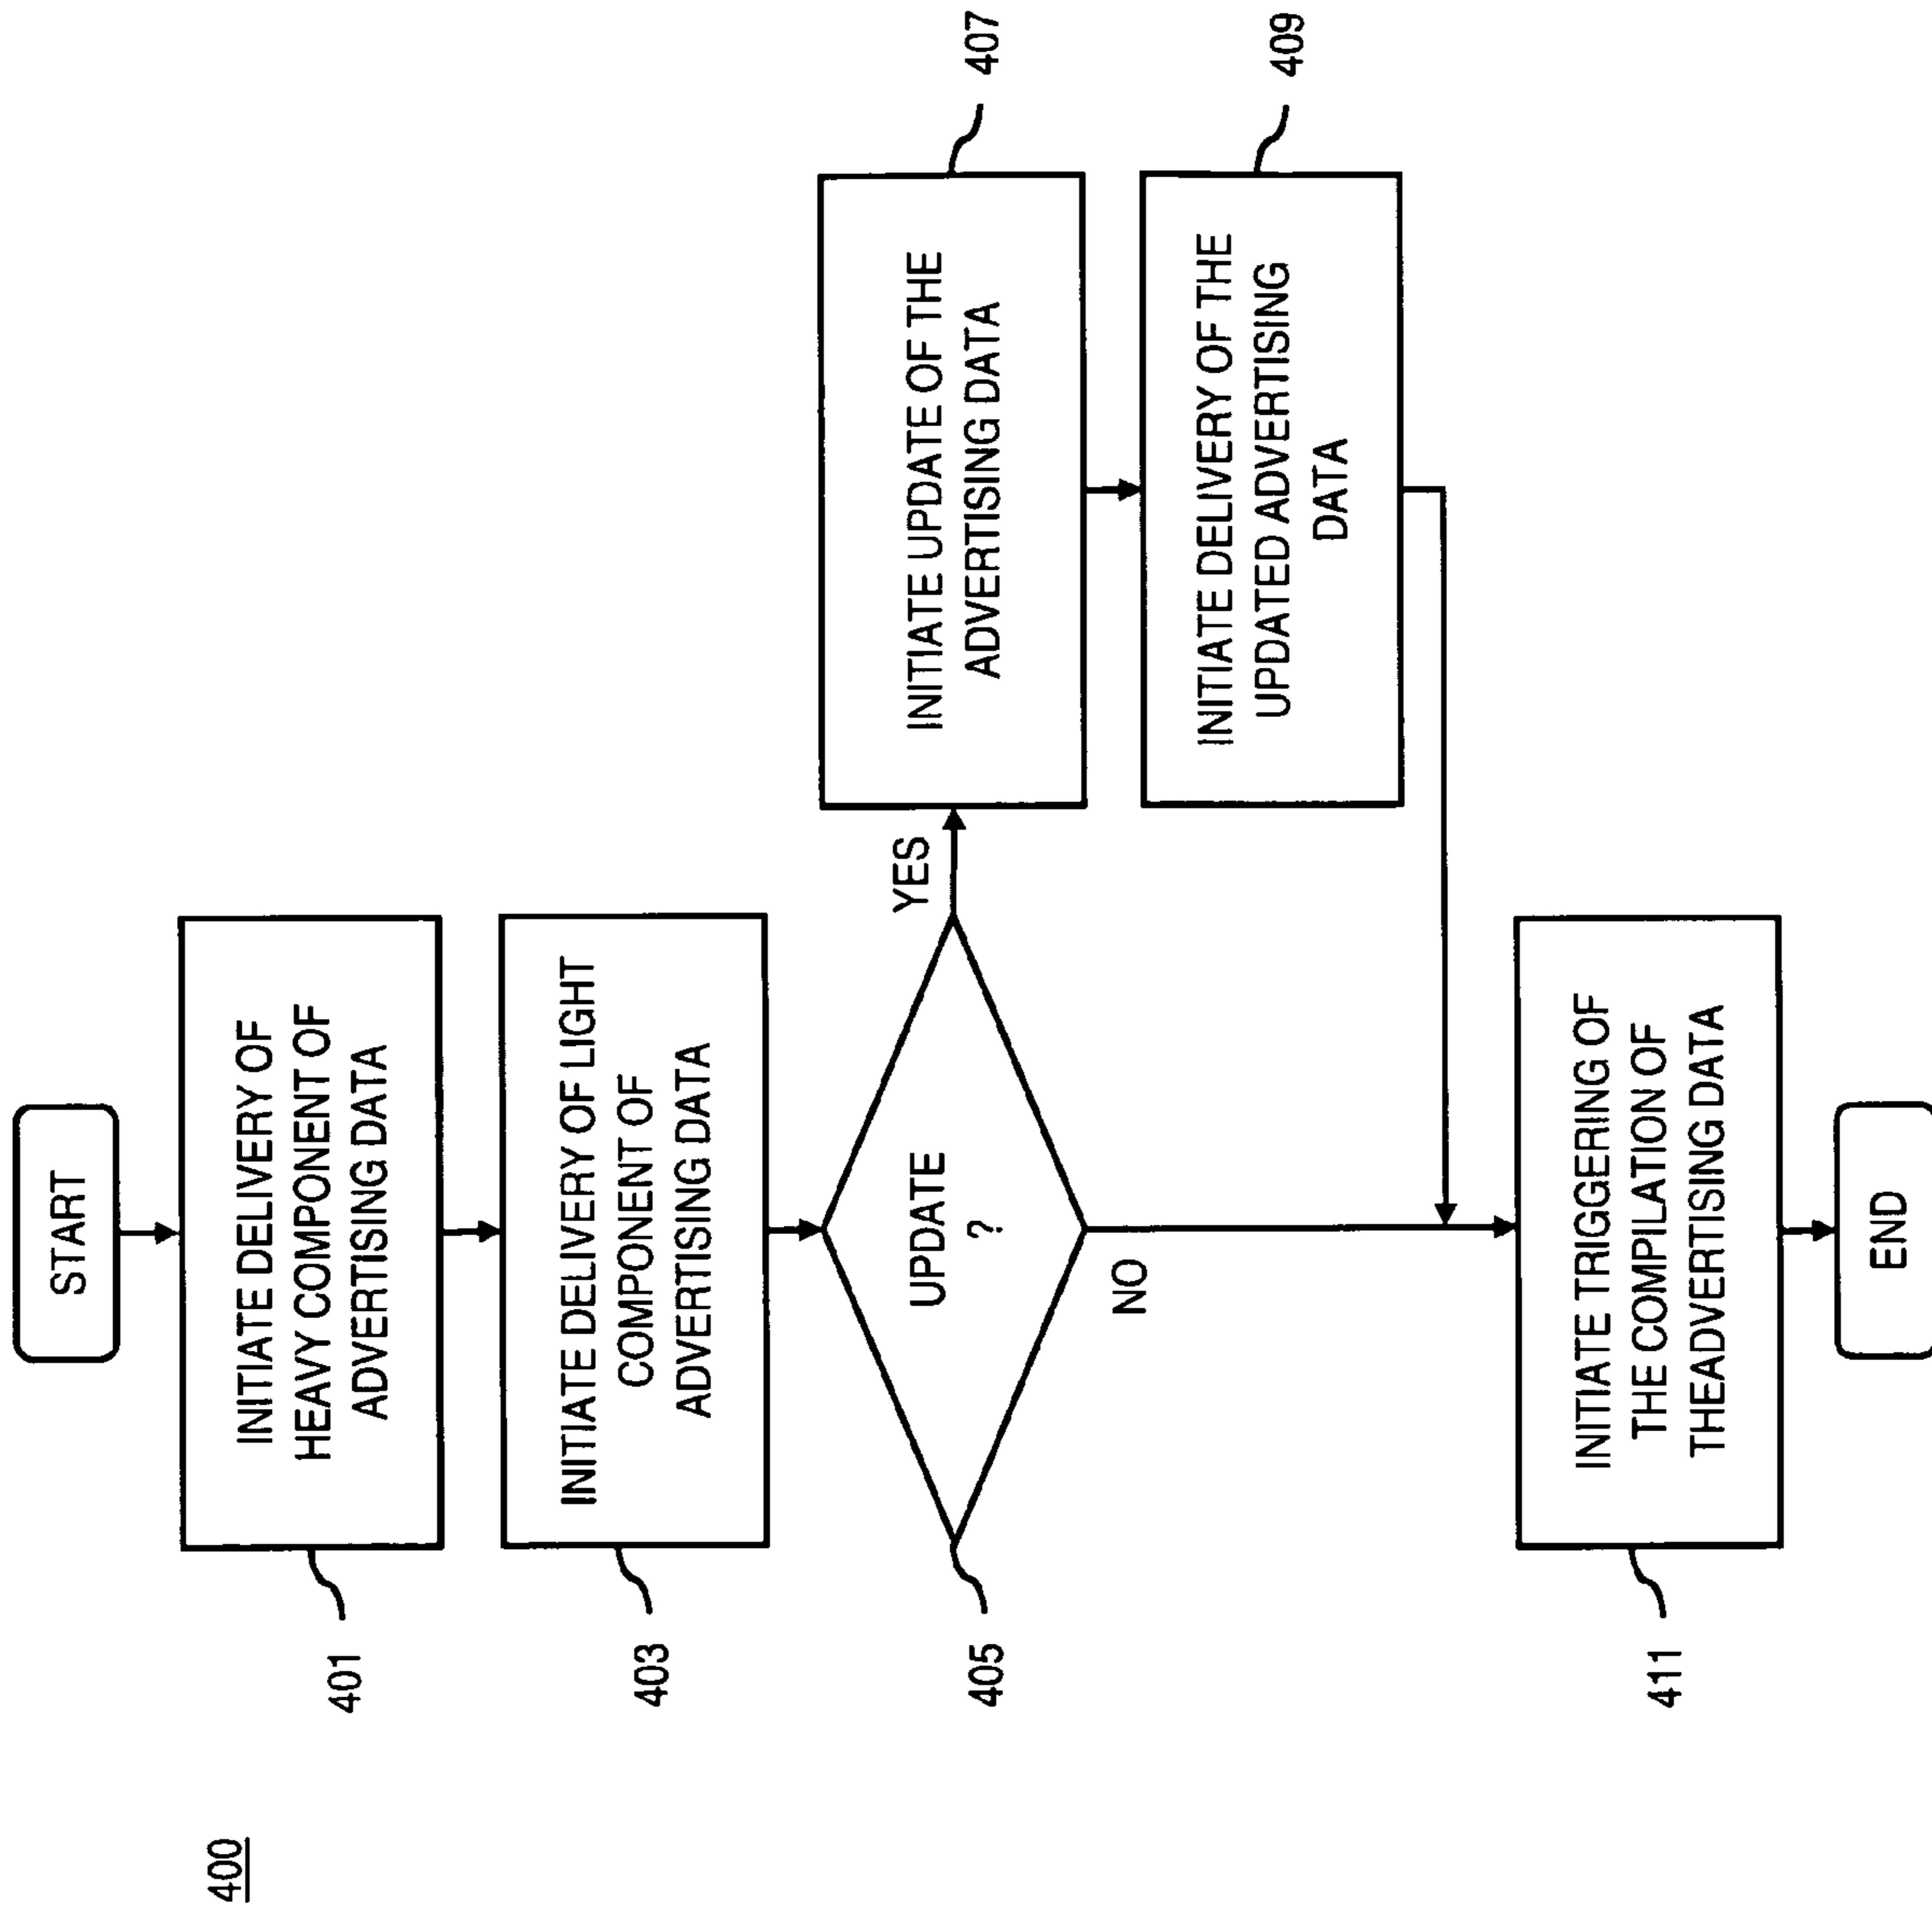 400
START
401
INITIATE DELIVERY OF
HEAVY COMPONENT OF
ADVERTISING DATA
403
INITIATE DELIVERY OF LIGHT
COMPONENT OF
ADVERTISING DATA
405
UPDATE
?
YES
NO
407
INITIATE UPDATE OF THE
ADVERTISING DATA
409
INITIATE DELIVERY OF THE
UPDATED ADVERTISING
DATA
411
INITIATE TRIGGERING OF
THE COMPILATION OF
THEADVERTISING DATA
END